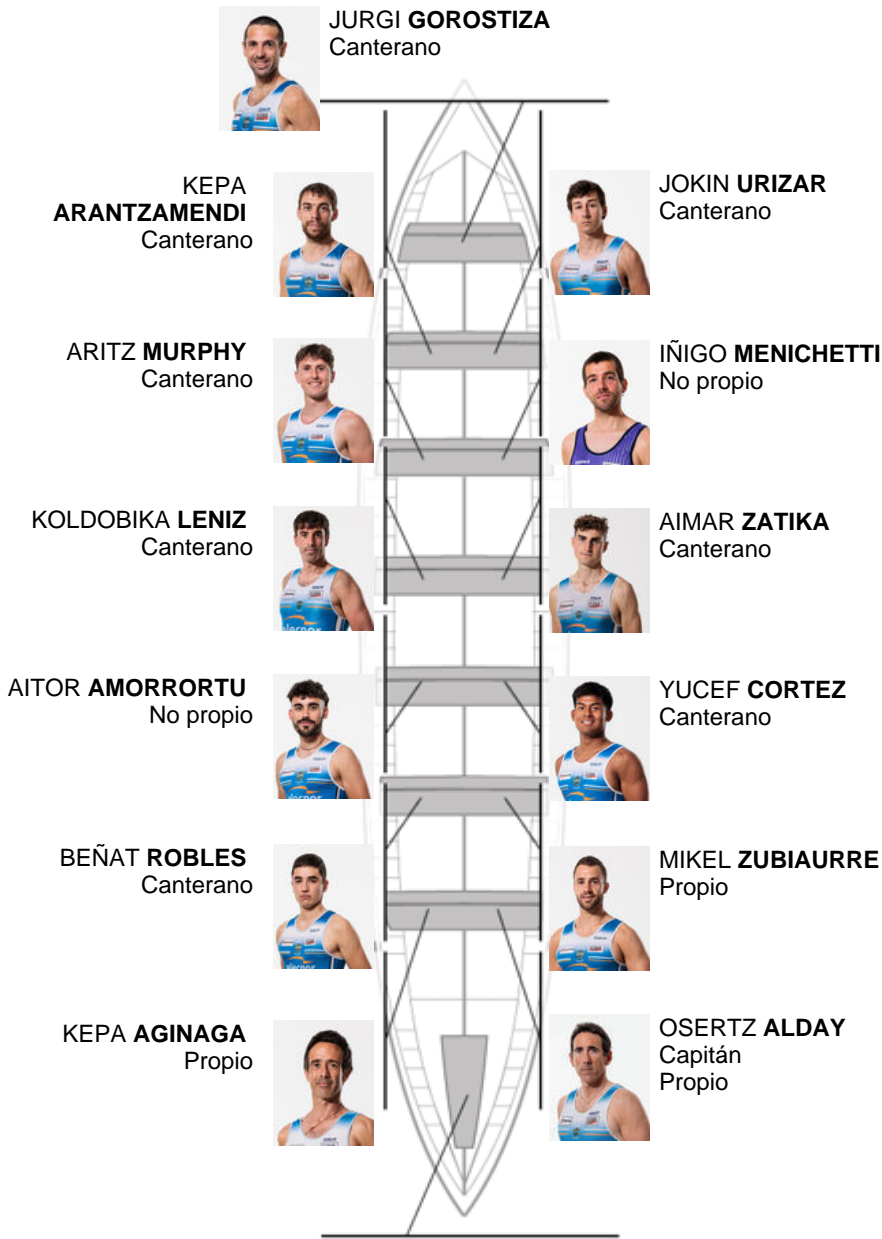 JURGI GOROSTIZA
Canterano
KEPA
ARANTZAMENDI
Canterano
JOKIN URIZAR
Canterano
ARITZ MURPHY
Canterano
IÑIGO MENICHETTI
No propio
KOLDOBIKA LENIZ
Canterano
AIMAR ZATIKA
Canterano
AITOR AMORRORTU
No propio
YUCEF CORTEZ
Canterano
BEÑAT ROBLES
Canterano
MIKEL ZUBIAURRE
Propio
KEPA AGINAGA
Propio
OSERTZ ALDAY
Capitán
Propio